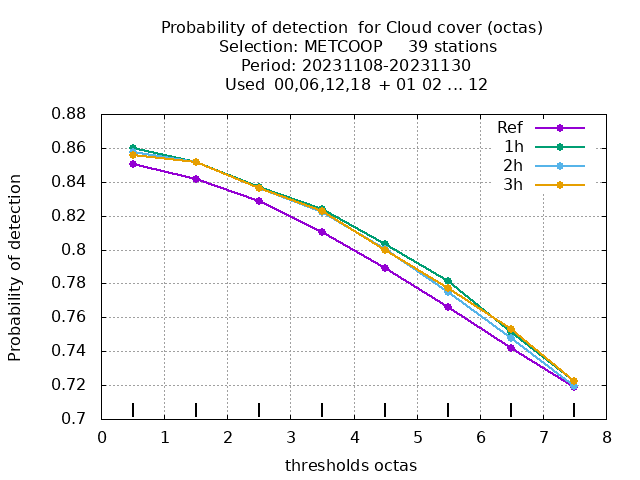 Probability of detection  for Cloud cover (octas)
Selection: METCOOP     39 stations
Period: 20231108-20231130
Used  00,06,12,18 + 01 02 ... 12
Probability of detection
0.88
0.86
0.84
0.82
0.8
0.78
0.76
0.74
0.72
0.7
Ref
1h
2h
3h
0 1 2 3 4 5 6 7 8
thresholds octas